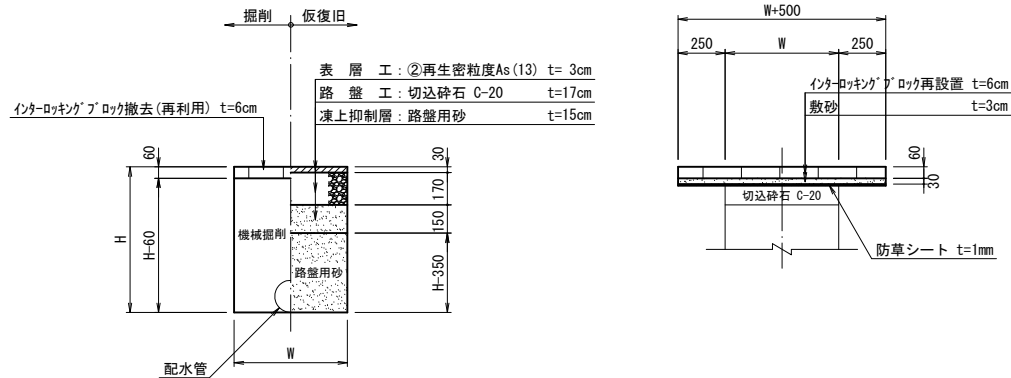 掘削 仮復旧
表 層 工：②再生密粒度As(13) t= 3cm
路 盤 工：切込砕石 C-20 t=17cm
凍上抑制層：路盤用砂 t=15cm
インターロッキングブロック撤去(再利用) t=6cm
60
H
H-60
機械掘削
路盤用砂
30
170
150
H-350
W
配水管
W+500
250 W 250
インターロッキングブロック再設置 t=6cm
敷砂 t=3cm
60
30
切込砕石 C-20
防草シート t=1mm